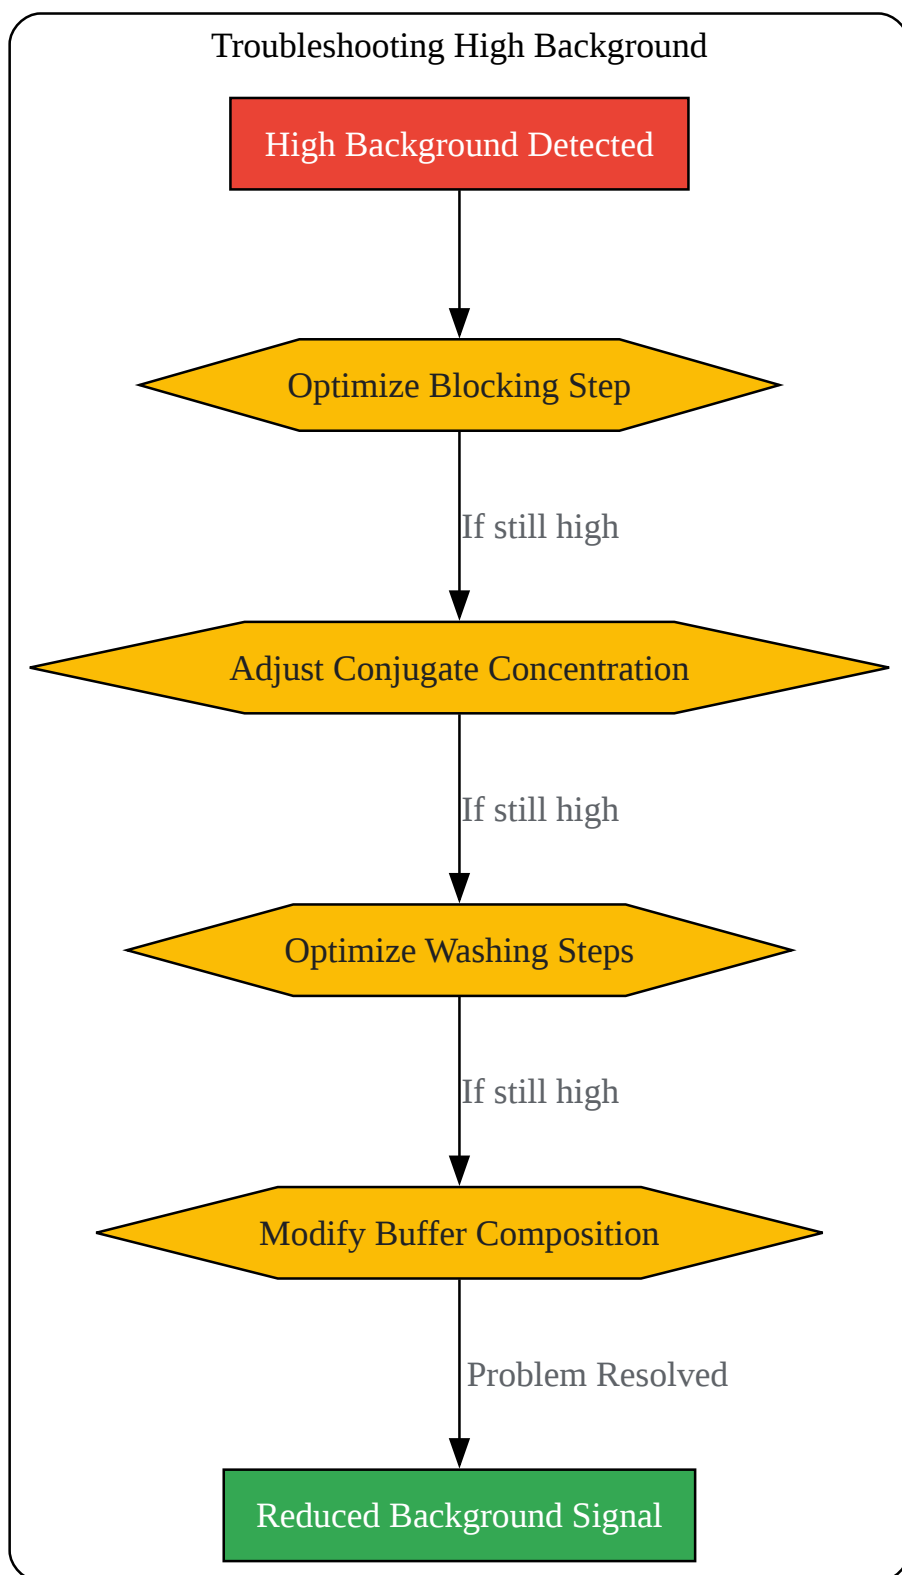 Troubleshooting High Background
High Background Detected
Optimize Blocking Step
If still high
Adjust Conjugate Concentration
If still high
Optimize Washing Steps
If still high
Modify Buffer Composition
Problem Resolved
Reduced Background Signal